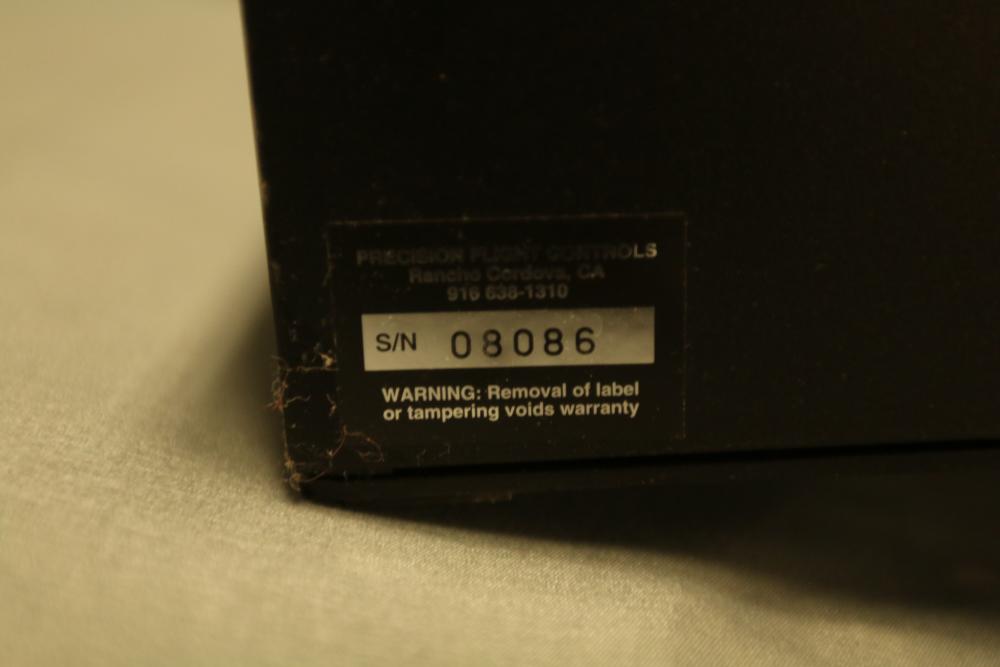 PRECISION FLIGHT CONTROLS
Rancho Cordova, CA
916 638-1310
S/N 08086
WARNING: Removal of label
or tampering voids warranty